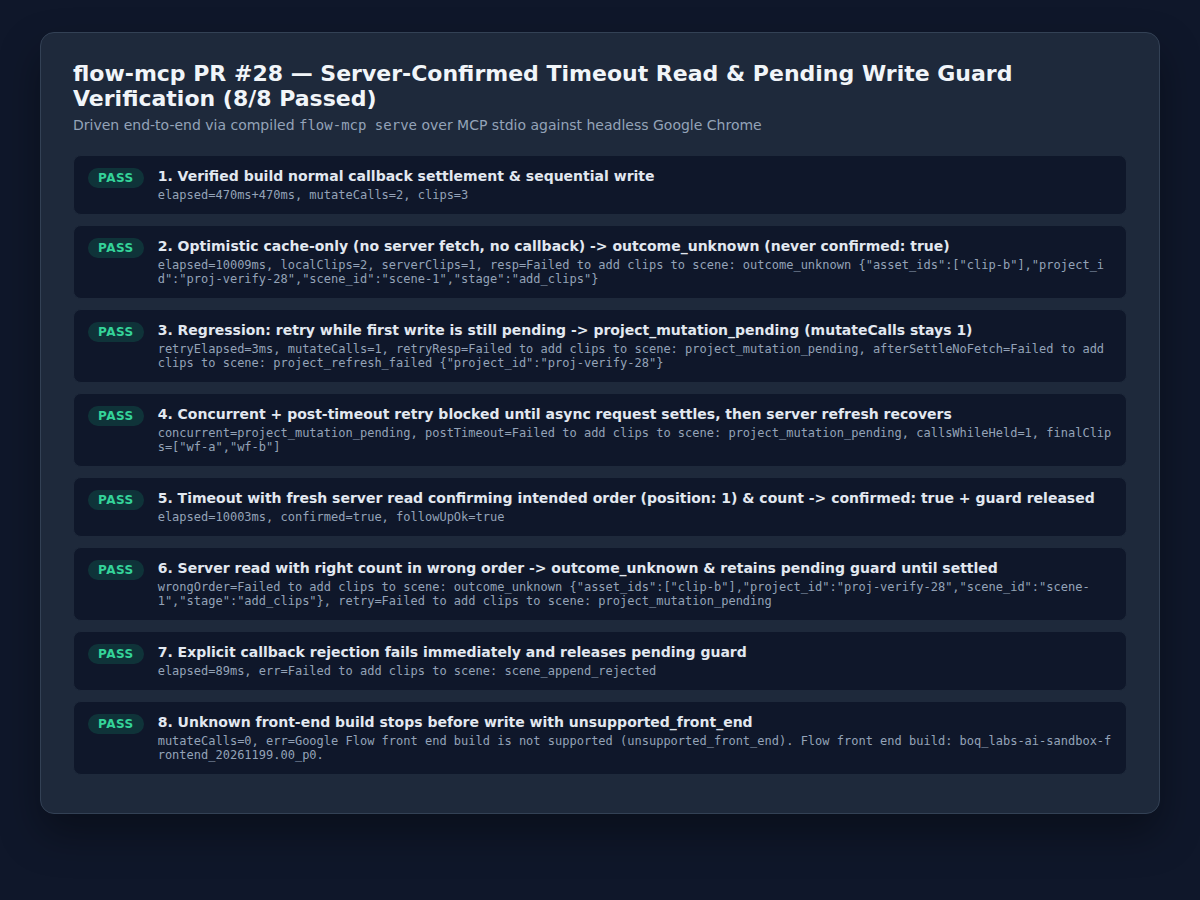 flow-mcp PR #28 — Server-Confirmed Timeout Read & Pending Write Guard
Verification (8/8 Passed)
Driven end-to-end via compiled flow-mcp serve over MCP stdio against headless Google Chrome
PASS 1. Verified build normal callback settlement & sequential write
elapsed=470ms+470ms, mutateCalls=2, clips=3
PASS 2. Optimistic cache-only (no server fetch, no callback) -> outcome_unknown (never confirmed: true)
elapsed=10009ms, localClips=2, serverClips=1, resp=Failed to add clips to scene: outcome_unknown {"asset_ids":["clip-b"],"project_i
d":"proj-verify-28","scene_id":"scene-1","stage":"add_clips"}
PASS 3. Regression: retry while first write is still pending -> project_mutation_pending (mutateCalls stays 1)
retryElapsed=3ms, mutateCalls=1, retryResp=Failed to add clips to scene: project_mutation_pending, afterSettleNoFetch=Failed to add
clips to scene: project_refresh_failed {"project_id":"proj-verify-28"}
PASS 4. Concurrent + post-timeout retry blocked until async request settles, then server refresh recovers
concurrent=project_mutation_pending, postTimeout=Failed to add clips to scene: project_mutation_pending, callsWhileHeld=1, finalClip
s=["wf-a","wf-b"]
PASS 5. Timeout with fresh server read confirming intended order (position: 1) & count -> confirmed: true + guard released
elapsed=10003ms, confirmed=true, followUpOk=true
PASS 6. Server read with right count in wrong order -> outcome_unknown & retains pending guard until settled
wrongOrder=Failed to add clips to scene: outcome_unknown {"asset_ids":["clip-b"],"project_id":"proj-verify-28","scene_id":"scene-
1","stage":"add_clips"}, retry=Failed to add clips to scene: project_mutation_pending
PASS 7. Explicit callback rejection fails immediately and releases pending guard
elapsed=89ms, err=Failed to add clips to scene: scene_append_rejected
PASS 8. Unknown front-end build stops before write with unsupported_front_end
mutateCalls=0, err=Google Flow front end build is not supported (unsupported_front_end). Flow front end build: boq_labs-ai-sandbox-f
rontend_20261199.00_p0.